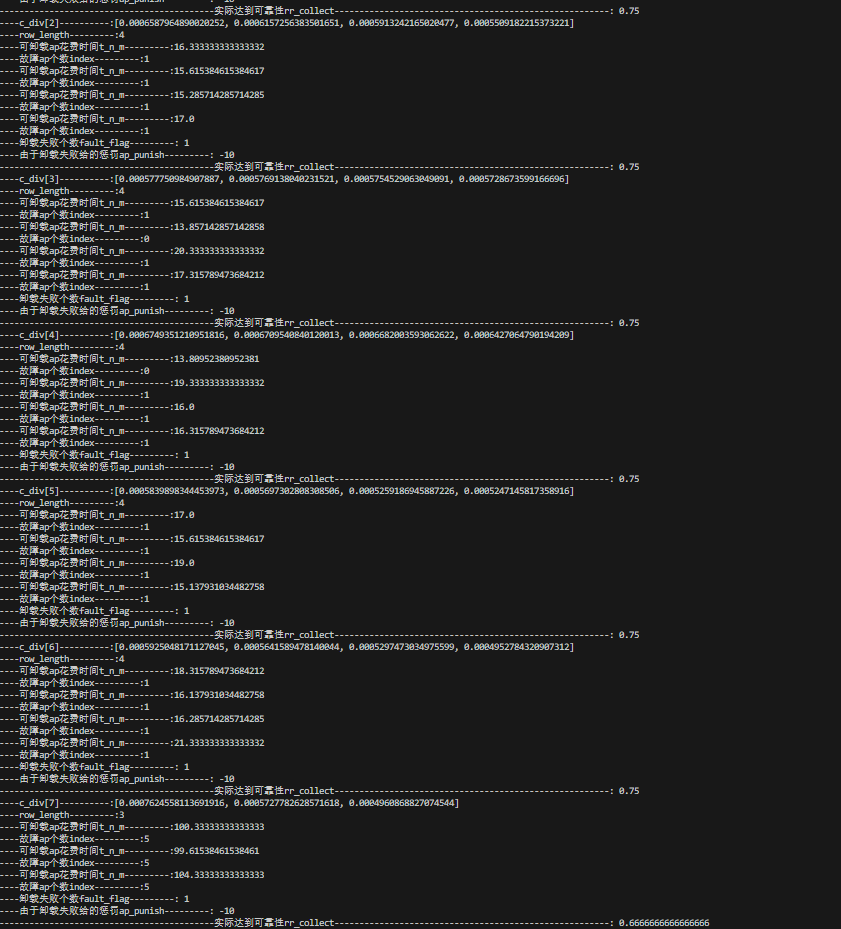 ----------------------------------------实际达到可靠性rr_collect--------------------------------------------------: 0.75
----c_div[2]----------:[0.0006587964890020252, 0.0006157256383501651, 0.0005913242165020477, 0.0005509182215373221]
----row_length---------:4
----可卸载ap花费时间t_n_m---------:16.333333333333332
----故障ap个数index---------:1
----可卸载ap花费时间t_n_m---------:15.615384615384617
----故障ap个数index---------:1
----可卸载ap花费时间t_n_m---------:15.285714285714285
----故障ap个数index---------:1
----可卸载ap花费时间t_n_m---------:17.0
----故障ap个数index---------:1
----卸载失败个数fault_flag---------: 1
----由于卸载失败给的惩罚ap_punish---------: -10
----------------------------------------实际达到可靠性rr_collect--------------------------------------------------: 0.75
----c_div[3]----------:[0.000577750984907887, 0.0005769138040231521, 0.0005754529063049091, 0.0005728673599166696]
----row_length---------:4
----可卸载ap花费时间t_n_m---------:15.615384615384617
----故障ap个数index---------:1
----可卸载ap花费时间t_n_m---------:13.857142857142858
----故障ap个数index---------:0
----可卸载ap花费时间t_n_m---------:20.333333333333332
----故障ap个数index---------:1
----可卸载ap花费时间t_n_m---------:17.315789473684212
----故障ap个数index---------:1
----卸载失败个数fault_flag---------: 1
----由于卸载失败给的惩罚ap_punish---------: -10
----------------------------------------实际达到可靠性rr_collect--------------------------------------------------: 0.75
----c_div[4]----------:[0.0006749351210951816, 0.0006709540840120013, 0.0006682003593062622, 0.0006427064790194209]
----row_length---------:4
----可卸载ap花费时间t_n_m---------:13.80952380952381
----故障ap个数index---------:0
----可卸载ap花费时间t_n_m---------:19.333333333333332
----故障ap个数index---------:1
----可卸载ap花费时间t_n_m---------:16.0
----故障ap个数index---------:1
----可卸载ap花费时间t_n_m---------:16.315789473684212
----故障ap个数index---------:1
----卸载失败个数fault_flag---------: 1
----由于卸载失败给的惩罚ap_punish---------: -10
----------------------------------------实际达到可靠性rr_collect--------------------------------------------------: 0.75
----c_div[5]----------:[0.0005839898344453973, 0.0005697302808308506, 0.0005259186945887226, 0.0005247145817358916]
----row_length---------:4
----可卸载ap花费时间t_n_m---------:17.0
----故障ap个数index---------:1
----可卸载ap花费时间t_n_m---------:15.615384615384617
----故障ap个数index---------:1
----可卸载ap花费时间t_n_m---------:19.0
----故障ap个数index---------:1
----可卸载ap花费时间t_n_m---------:15.137931034482758
----故障ap个数index---------:1
----卸载失败个数fault_flag---------: 1
----由于卸载失败给的惩罚ap_punish---------: -10
----------------------------------------实际达到可靠性rr_collect--------------------------------------------------: 0.75
----c_div[6]----------:[0.0005925048171127045, 0.0005641589478140044, 0.0005297473034975599, 0.0004952784320907312]
----row_length---------:4
----可卸载ap花费时间t_n_m---------:18.315789473684212
----故障ap个数index---------:1
----可卸载ap花费时间t_n_m---------:16.137931034482758
----故障ap个数index---------:1
----可卸载ap花费时间t_n_m---------:16.285714285714285
----故障ap个数index---------:1
----可卸载ap花费时间t_n_m---------:21.333333333333332
----故障ap个数index---------:1
----卸载失败个数fault_flag---------: 1
----由于卸载失败给的惩罚ap_punish---------: -10
----------------------------------------实际达到可靠性rr_collect--------------------------------------------------: 0.75
----c_div[7]----------:[0.0007624558113691916, 0.0005727782628571618, 0.0004960868827074544]
----row_length---------:3
----可卸载ap花费时间t_n_m---------:100.33333333333333
----故障ap个数index---------:5
----可卸载ap花费时间t_n_m---------:99.61538461538461
----故障ap个数index---------:5
----可卸载ap花费时间t_n_m---------:104.33333333333333
----故障ap个数index---------:5
----卸载失败个数fault_flag---------: 1
----由于卸载失败给的惩罚ap_punish---------: -10
----------------------------------------实际达到可靠性rr_collect--------------------------------------------------: 0.6666666666666666